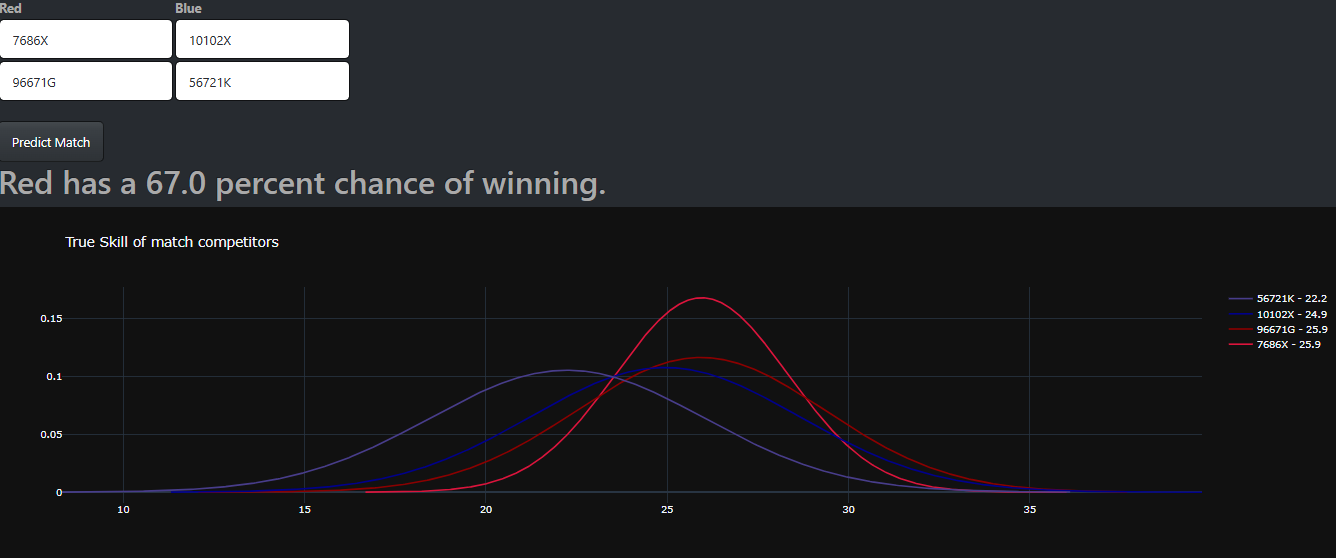 Red Blue
7686X 10102X
96671G 56721K
Predict Match
Red has a 67.0 percent chance of winning.
True Skill of match competitors
56721K - 22.2
10102X - 24.9
96671G - 25.9
7686X - 25.9
0.15
0.1
0.05
0
10 15 20 25 30 35